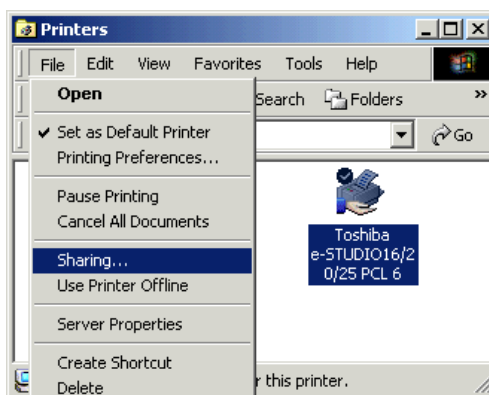 Printers
File Edit View Favorites Tools Help
Open
Search Folders »
Set as Default Printer
Go
Printing Preferences...
Pause Printing
Cancel All Documents
Toshiba
e-STUDIO16/2
0/25 PCL 6
Sharing...
Use Printer Offline
Server Properties
Create Shortcut
Delete
r this printer.